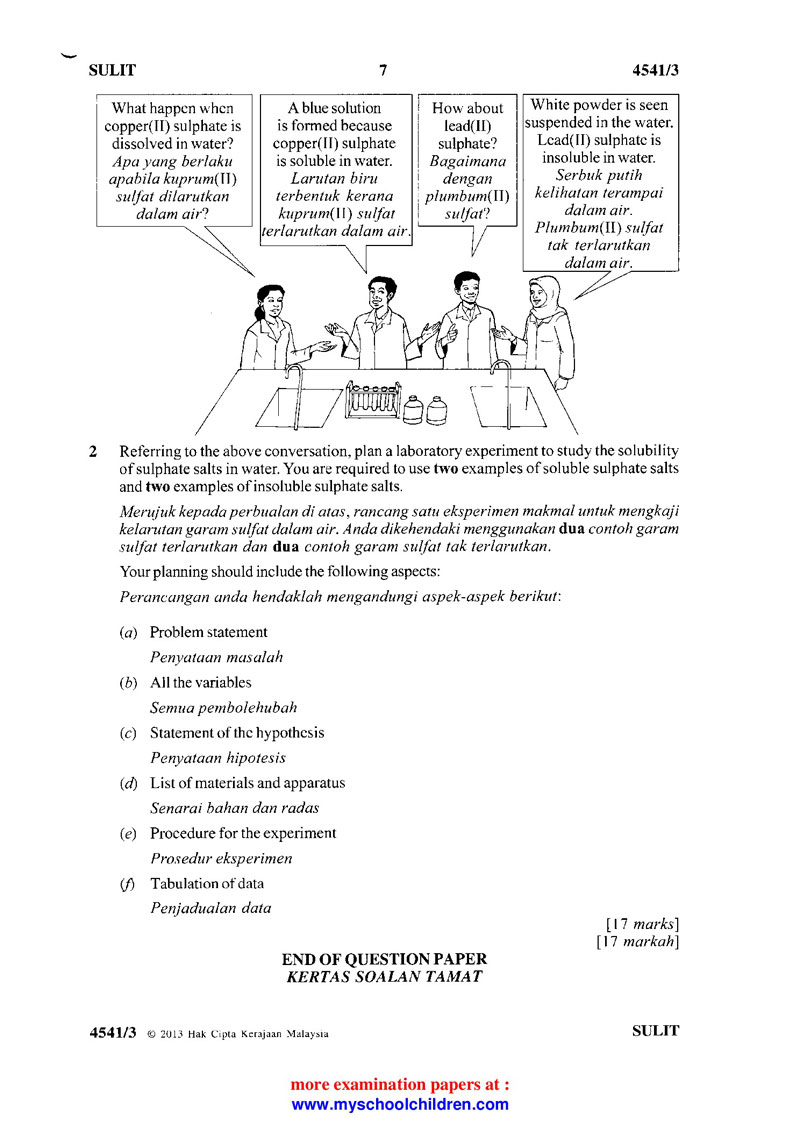 SULIT 7 4541/3
What happen when
copper(II) sulphate is
dissolved in water?
Apa yang berlaku
apabila kuprum(II)
sulfat dilarutkan
dalam air?
A blue solution
is formed because
copper(II) sulphate
is soluble in water.
Larutan biru
terbentuk kerana
kuprum(II) sulfat
terlarutkan dalam air.
How about
lead(II)
sulphate?
Bagaimana
dengan
plumbum(II)
sulfat?
White powder is seen
suspended in the water.
Lead(II) sulphate is
insoluble in water.
Serbuk putih
kelihatan terampai
dalam air.
Plumbum(II) sulfat
tak terlarutkan
dalam air.
2 Referring to the above conversation, plan a laboratory experiment to study the solubility
of sulphate salts in water. You are required to use two examples of soluble sulphate salts
and two examples of insoluble sulphate salts.
Merujuk kepada perbualan di atas, rancang satu eksperimen makmal untuk mengkaji
kelarutan garam sulfat dalam air. Anda dikehendaki menggunakan dua contoh garam
sulfat terlarutkan dan dua contoh garam sulfat tak terlarutkan.
Your planning should include the following aspects:
Perancangan anda hendaklah mengandungi aspek-aspek berikut:
(a) Problem statement
Penyataan masalah
(b) All the variables
Semua pembolehubah
(c) Statement of the hypothesis
Penyataan hipotesis
(d) List of materials and apparatus
Senarai bahan dan radas
(e) Procedure for the experiment
Prosedur eksperimen
(f) Tabulation of data
Penjadualan data
[17 marks]
[17 markah]
END OF QUESTION PAPER
KERTAS SOALAN TAMAT
4541/3 © 2013 Hak Cipta Kerajaan Malaysia SULIT
more examination papers at :
www.myschoolchildren.com